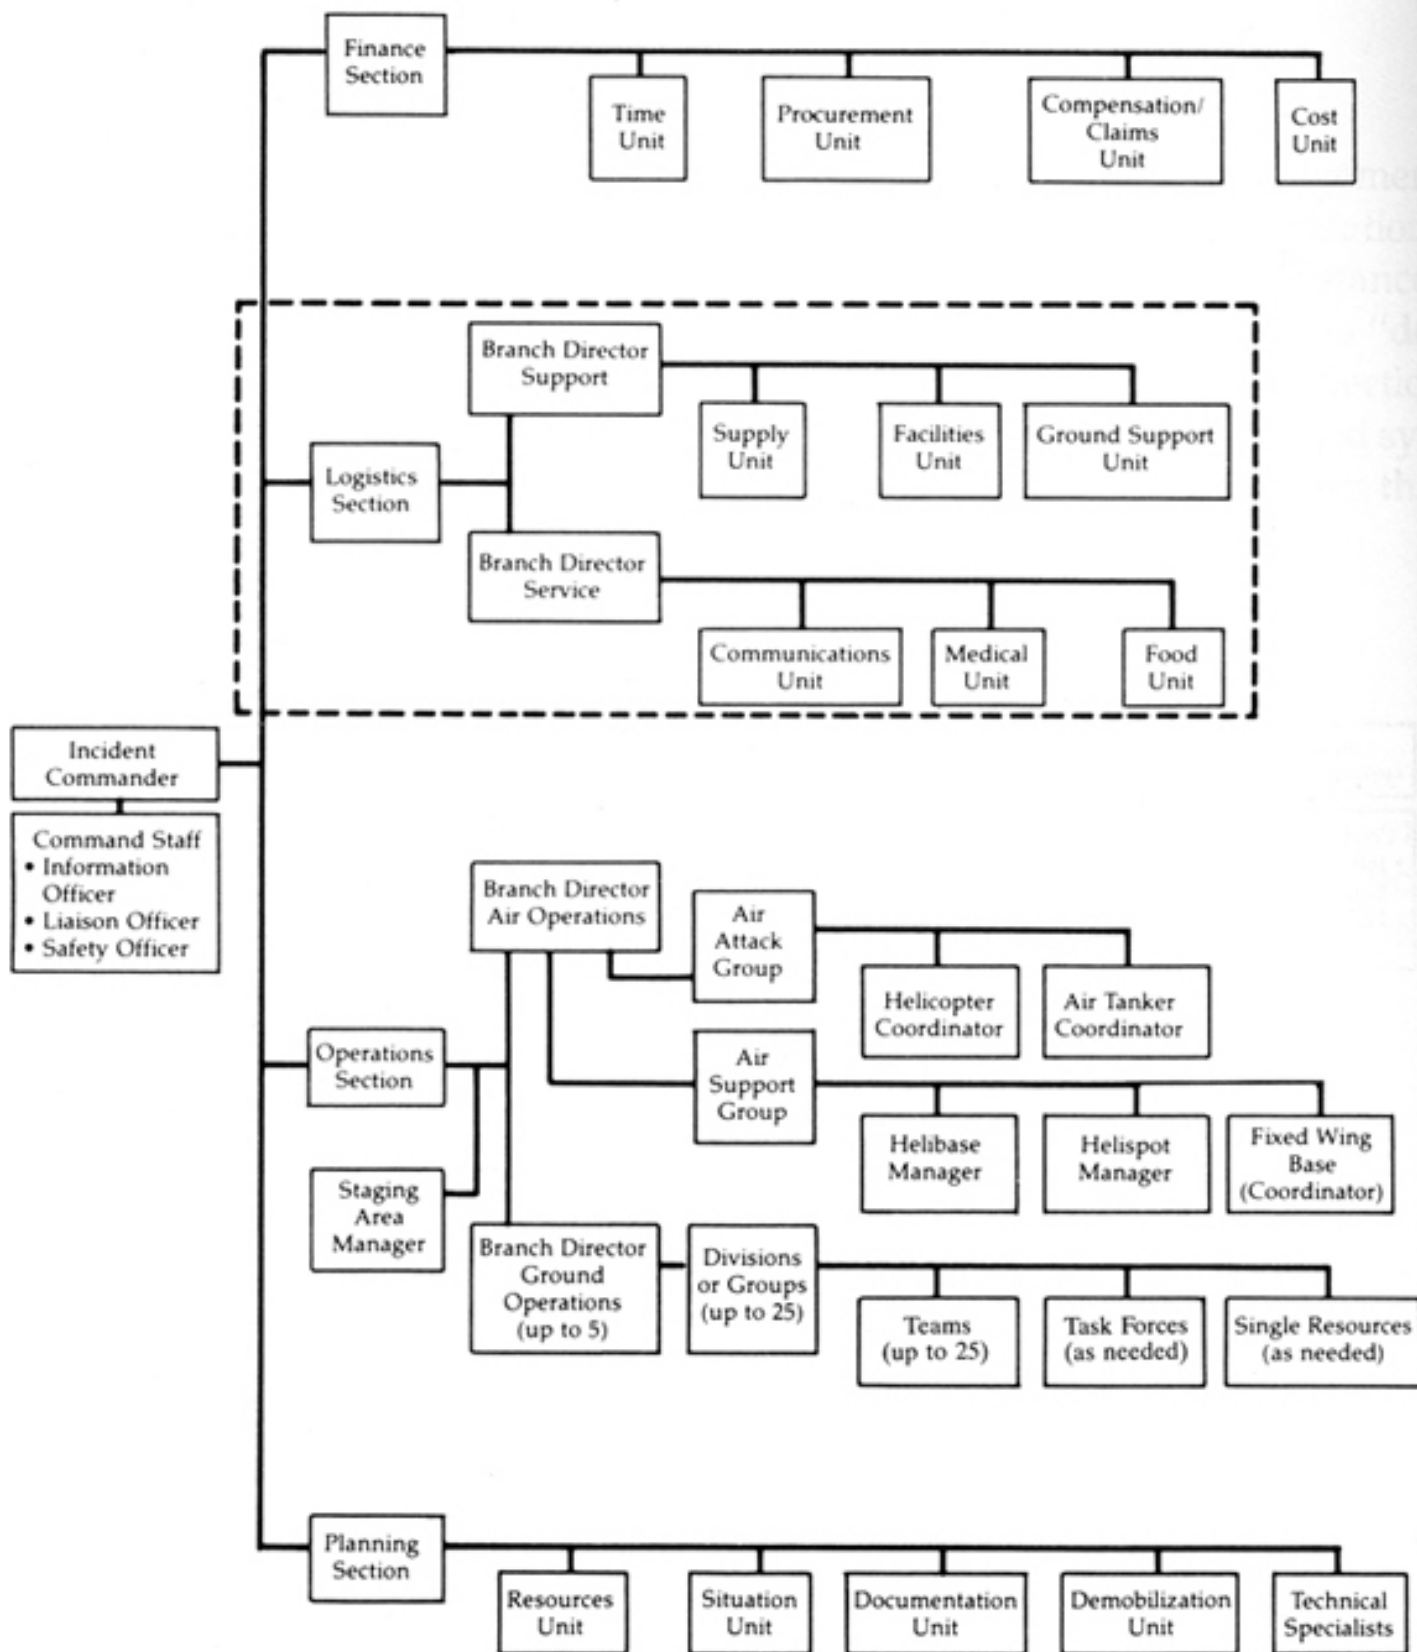 Finance
Section
Time
Unit
Procurement
Unit
Compensation/
Claims
Unit
Cost
Unit
Branch Director
Support
Supply
Unit
Facilities
Unit
Ground Support
Unit
Logistics
Section
Branch Director
Service
Communications
Unit
Medical
Unit
Food
Unit
Incident
Commander
Command Staff
• Information
Officer
• Liaison Officer
• Safety Officer
Branch Director
Air Operations
Air
Attack
Group
Helicopter
Coordinator
Air Tanker
Coordinator
Operations
Section
Air
Support
Group
Helibase
Manager
Helispot
Manager
Fixed Wing
Base
(Coordinator)
Staging
Area
Manager
Branch Director
Ground
Operations
(up to 5)
Divisions
or Groups
(up to 25)
Teams
(up to 25)
Task Forces
(as needed)
Single Resources
(as needed)
Planning
Section
Resources
Unit
Situation
Unit
Documentation
Unit
Demobilization
Unit
Technical
Specialists